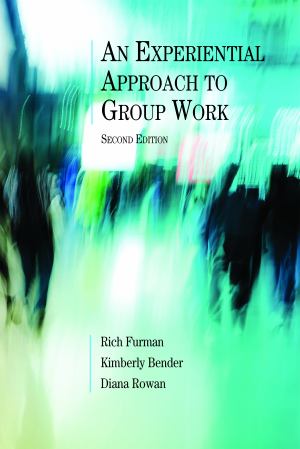 An Experiential
Approach to
Group Work
Second Edition
Rich Furman
Kimberly Bender
Diana Rowan